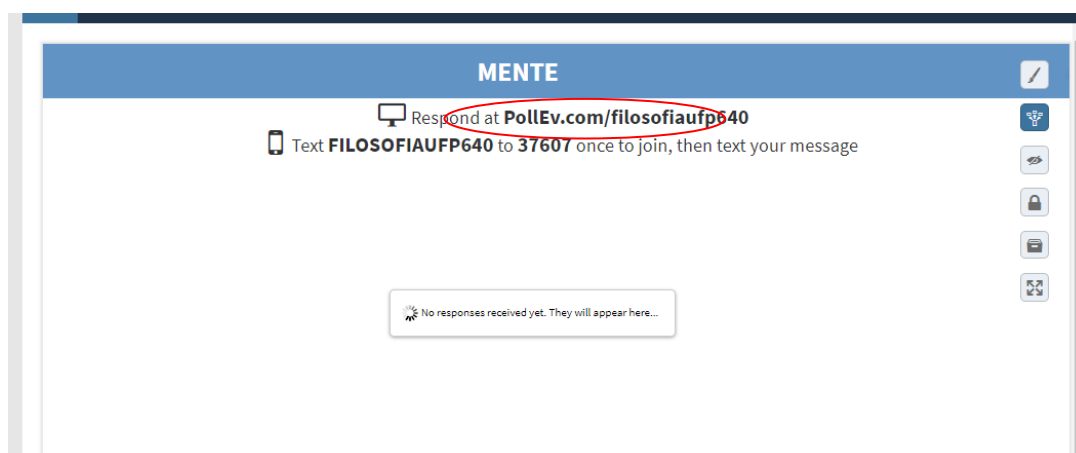 MENTE
Respond at PollEv.com/filosofiaufp640
Text FILOSOFIAUFP640 to 37607 once to join, then text your message
No responses received yet. They will appear here...